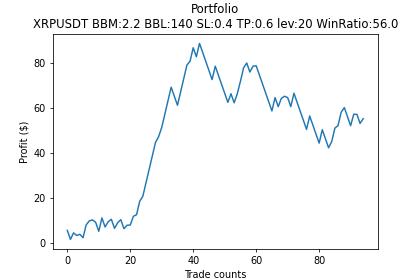 Portfolio
XRPUSDT BBM:2.2 BBL:140 SL:0.4 TP:0.6 lev:20 WinRatio:56.0
Profit ($)
80
60
40
20
0
0 20 40 60 80
Trade counts